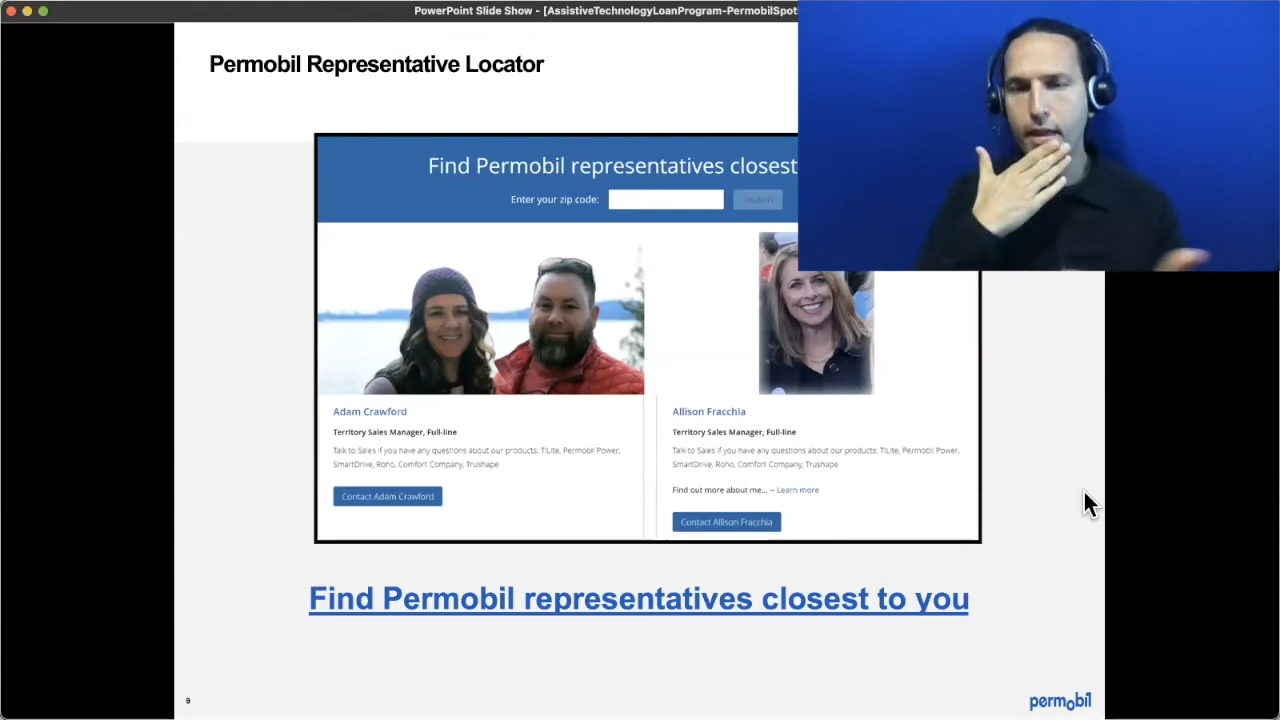 PowerPoint Slide Show - [AssistiveTechnologyLoanProgram-PermobilSpot
Permobil Representative Locator
Find Permobil representatives closest
Enter your zip code:
Search
Adam Crawford
Territory Sales Manager, Full-line
Talk to Sales if you have any questions about our products: TiLite, Permobil Power,
SmartDrive, Roho, Comfort Company, Trushape
Contact Adam Crawford
Allison Fracchia
Territory Sales Manager, Full-line
Talk to Sales if you have any questions about our products: TiLite, Permobil Power,
SmartDrive, Roho, Comfort Company, Trushape
Find out more about me... -- Learn more
Contact Allison Fracchia
Find Permobil representatives closest to you
9
permobil